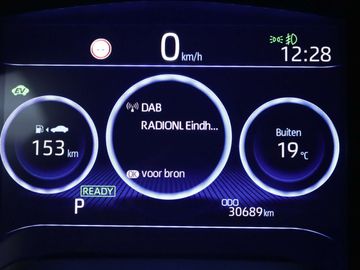 0 km/h
12:28
EV
DAB
RADIONL Eindh...
153 km
Buiten
19 °C
OK voor bron
READY
P
ODO
30689 km